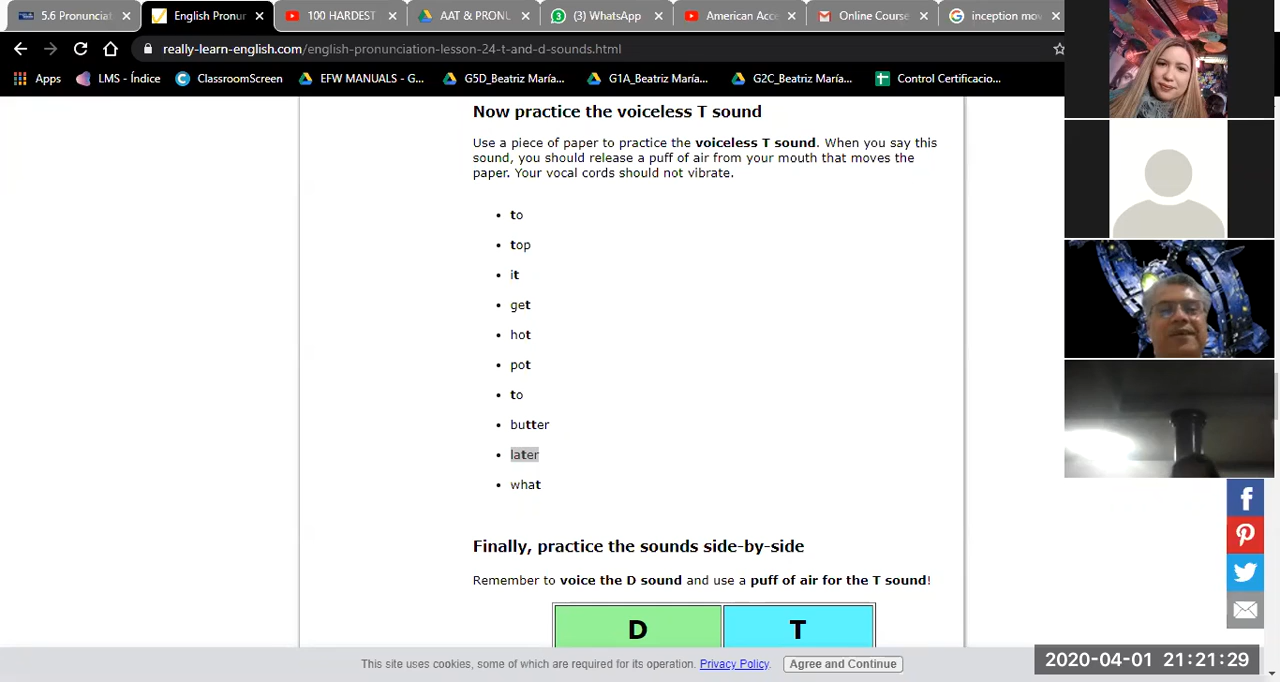 5.6 Pronunciati
English Pronun
100 HARDEST
AAT & PRONU
(3) WhatsApp
American Acce
Online Course
inception mov
really-learn-english.com/english-pronunciation-lesson-24-t-and-d-sounds.html
Apps
LMS - Índice
ClassroomScreen
EFW MANUALS - G...
G5D_Beatriz María...
G1A_Beatriz María...
G2C_Beatriz María...
Control Certificacio...
Now practice the voiceless T sound
Use a piece of paper to practice the voiceless T sound. When you say this
sound, you should release a puff of air from your mouth that moves the
paper. Your vocal cords should not vibrate.
• to
• top
• it
• get
• hot
• pot
• to
• butter
• later
• what
Finally, practice the sounds side-by-side
Remember to voice the D sound and use a puff of air for the T sound!
D T
This site uses cookies, some of which are required for its operation. Privacy Policy. Agree and Continue
2020-04-01 21:21:29